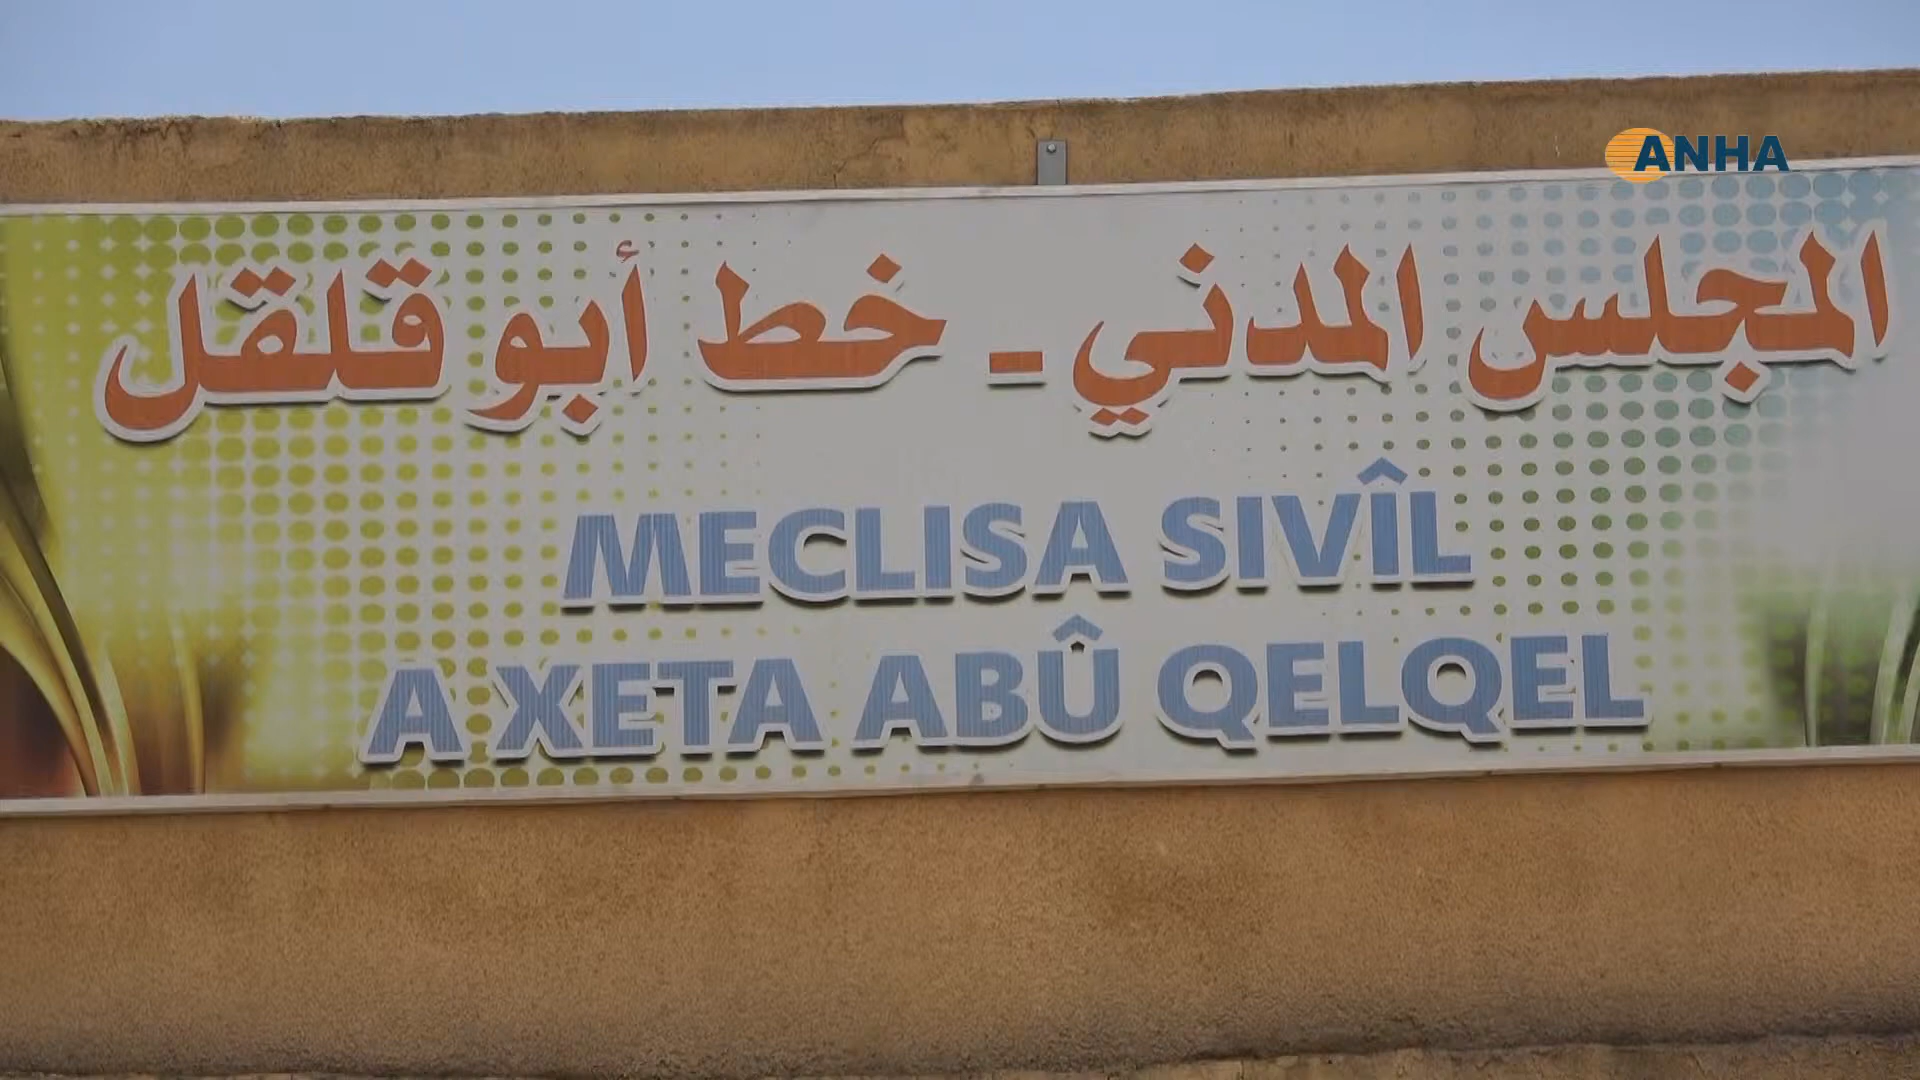 ANHA
المجلس المدني - خط أبو قلقل
MECLISA SIVÎL
A XETA ABÛ QELQEL